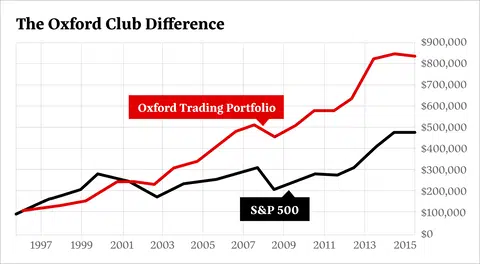 The Oxford Club Difference
$900,000
$800,000
$700,000
$600,000
$500,000
$400,000
$300,000
$200,000
$100,000
$0
Oxford Trading Portfolio
S&P 500
1997 1999 2001 2003 2005 2007 2009 2011 2013 2015